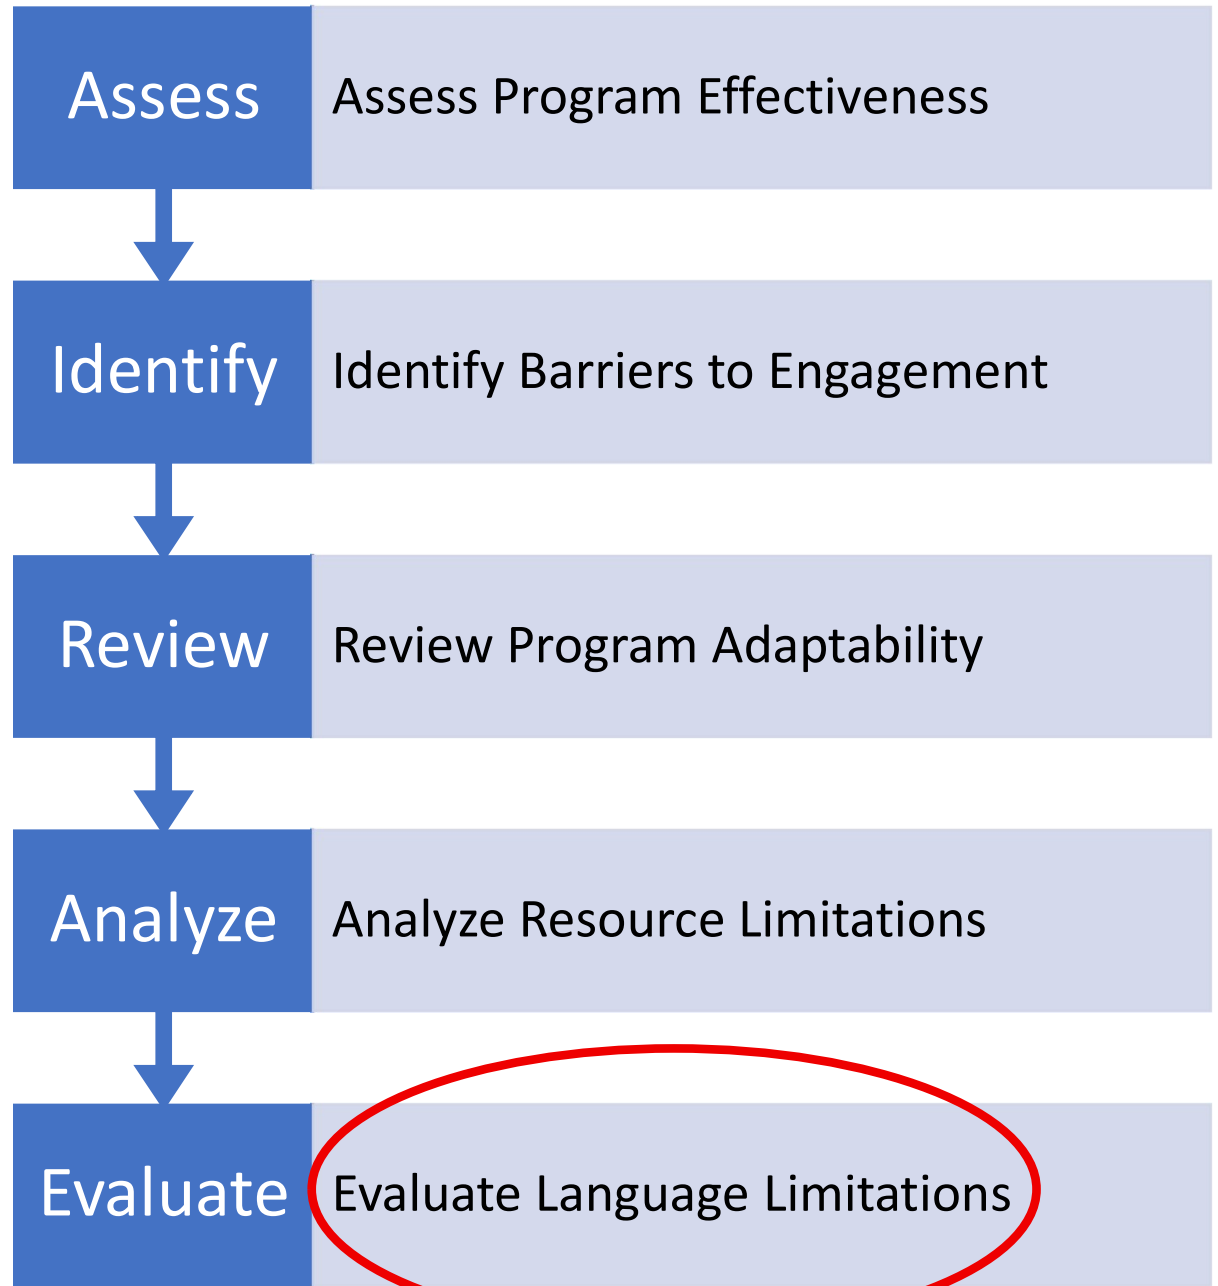 Assess
Assess Program Effectiveness
Identify
Identify Barriers to Engagement
Review
Review Program Adaptability
Analyze
Analyze Resource Limitations
Evaluate
Evaluate Language Limitations